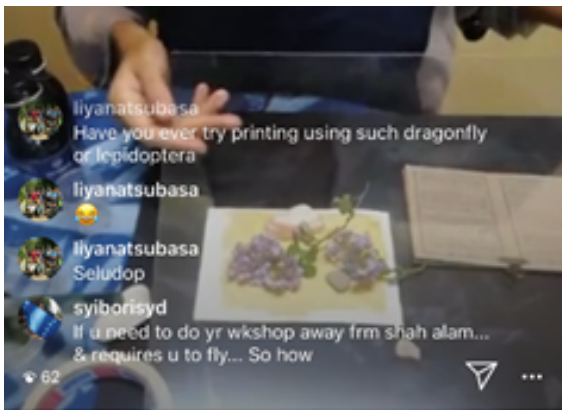 liyanatsubasa
Have you ever try printing using such dragonfly
or lepidoptera
liyanatsubasa
😂
liyanatsubasa
Seludop
syiborisyd
If u need to do yr wkshop away frm shah alam...
& requires u to fly... So how
62